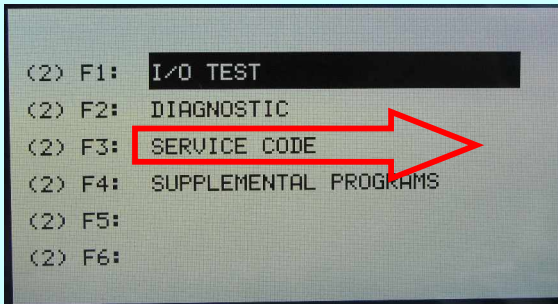 (2) F1: I/O TEST
(2) F2: DIAGNOSTIC
(2) F3: SERVICE CODE
(2) F4: SUPPLEMENTAL PROGRAMS
(2) F5:
(2) F6: